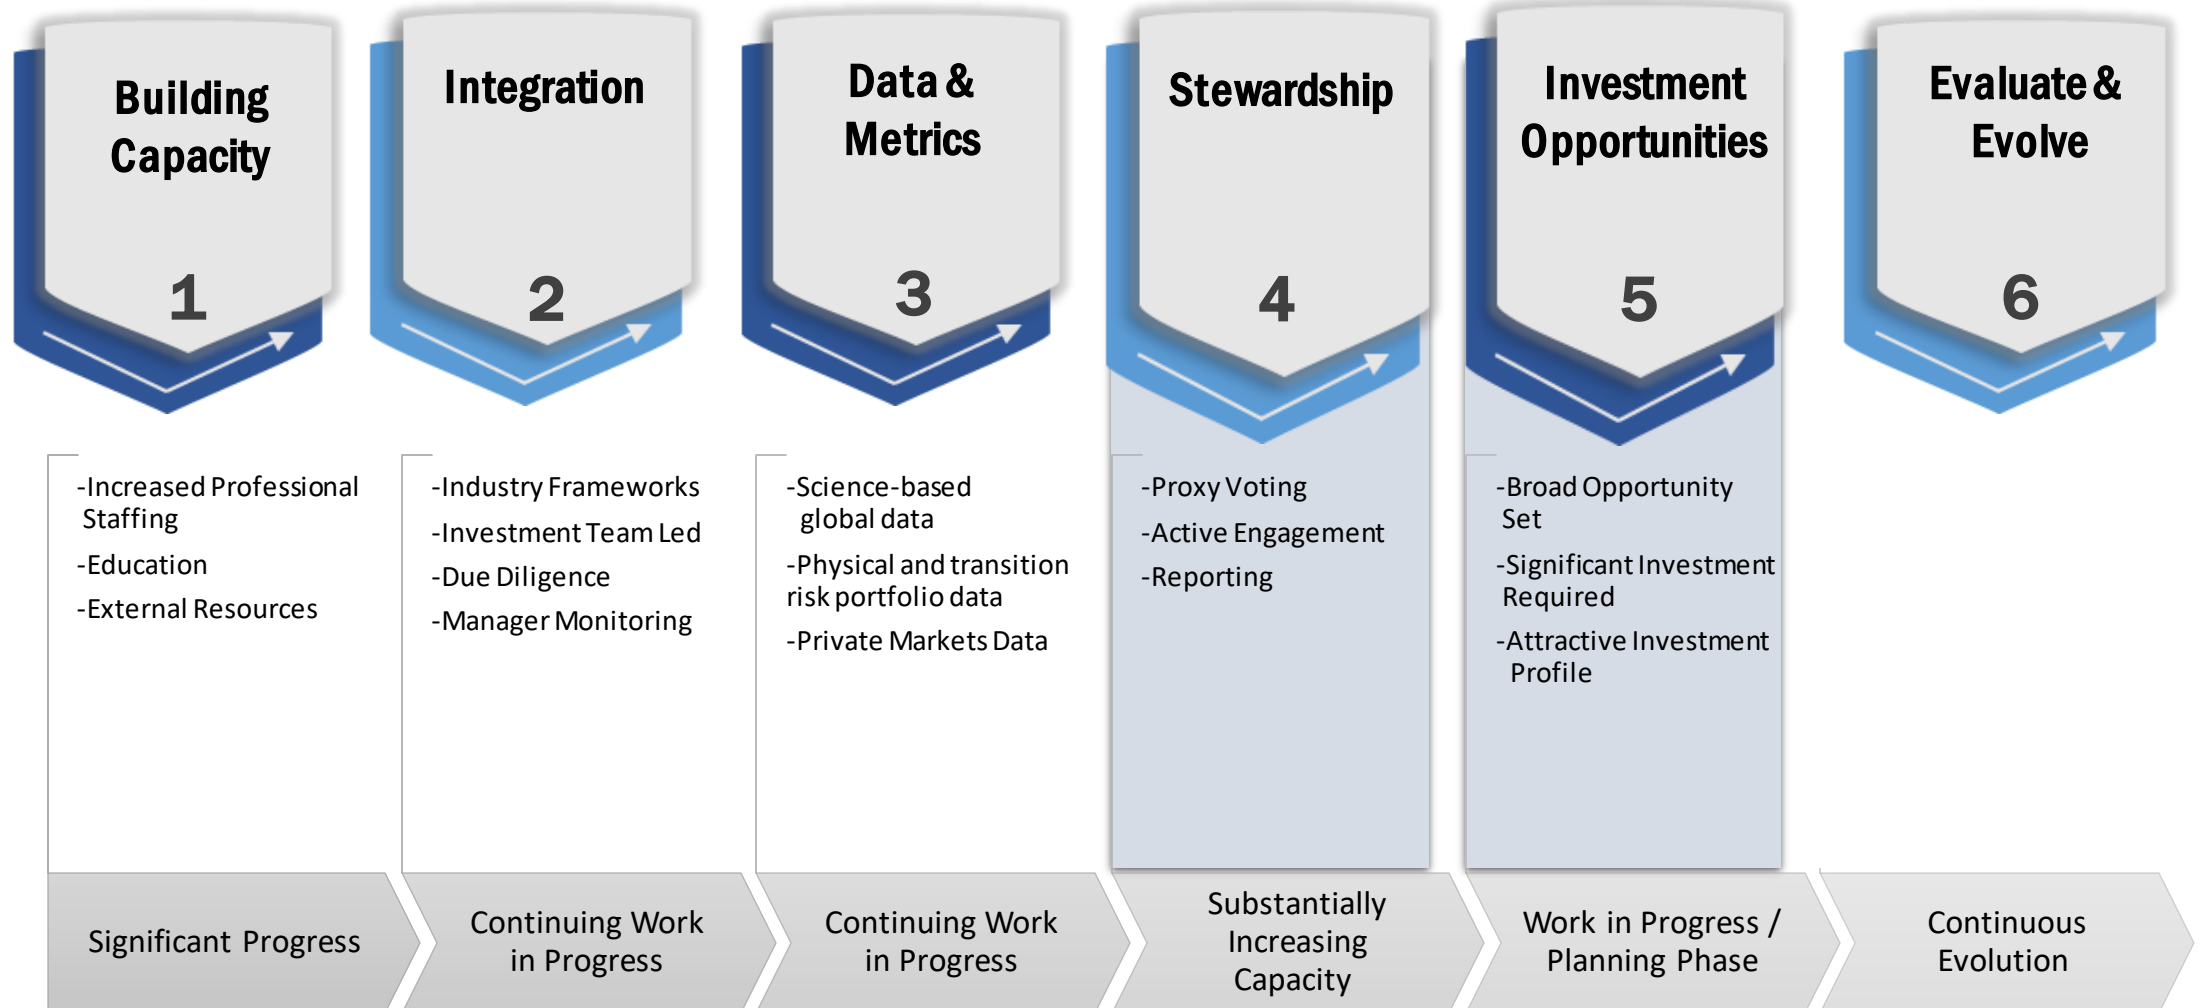 Building
Capacity
1
Integration
2
Data &
Metrics
3
Stewardship
4
Investment
Opportunities
5
Evaluate &
Evolve
6
-Increased Professional
Staffing
-Education
-External Resources
-Industry Frameworks
-Investment Team Led
-Due Diligence
-Manager Monitoring
-Science-based
global data
-Physical and transition
risk portfolio data
-Private Markets Data
-Proxy Voting
-Active Engagement
-Reporting
-Broad Opportunity
Set
-Significant Investment
Required
-Attractive Investment
Profile
Significant Progress
Continuing Work
in Progress
Continuing Work
in Progress
Substantially
Increasing
Capacity
Work in Progress /
Planning Phase
Continuous
Evolution